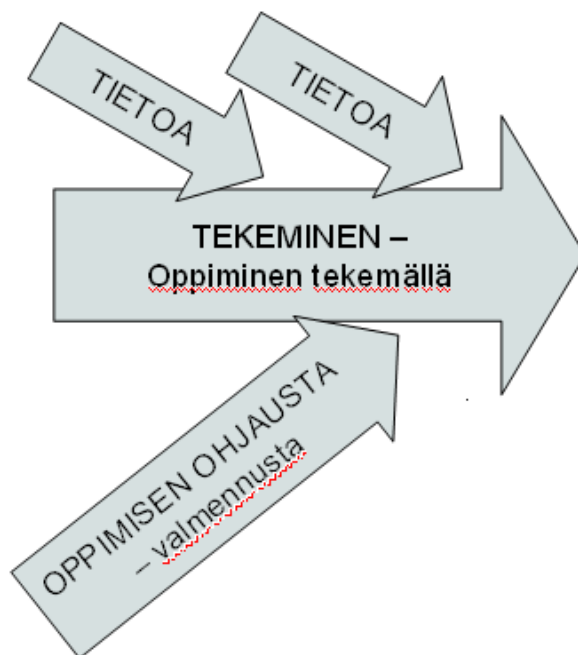 TIETOA
TIETOA
TEKEMINEN –
Oppiminen tekemällä
OPPIMISEN OHJAUSTA
– valmennusta